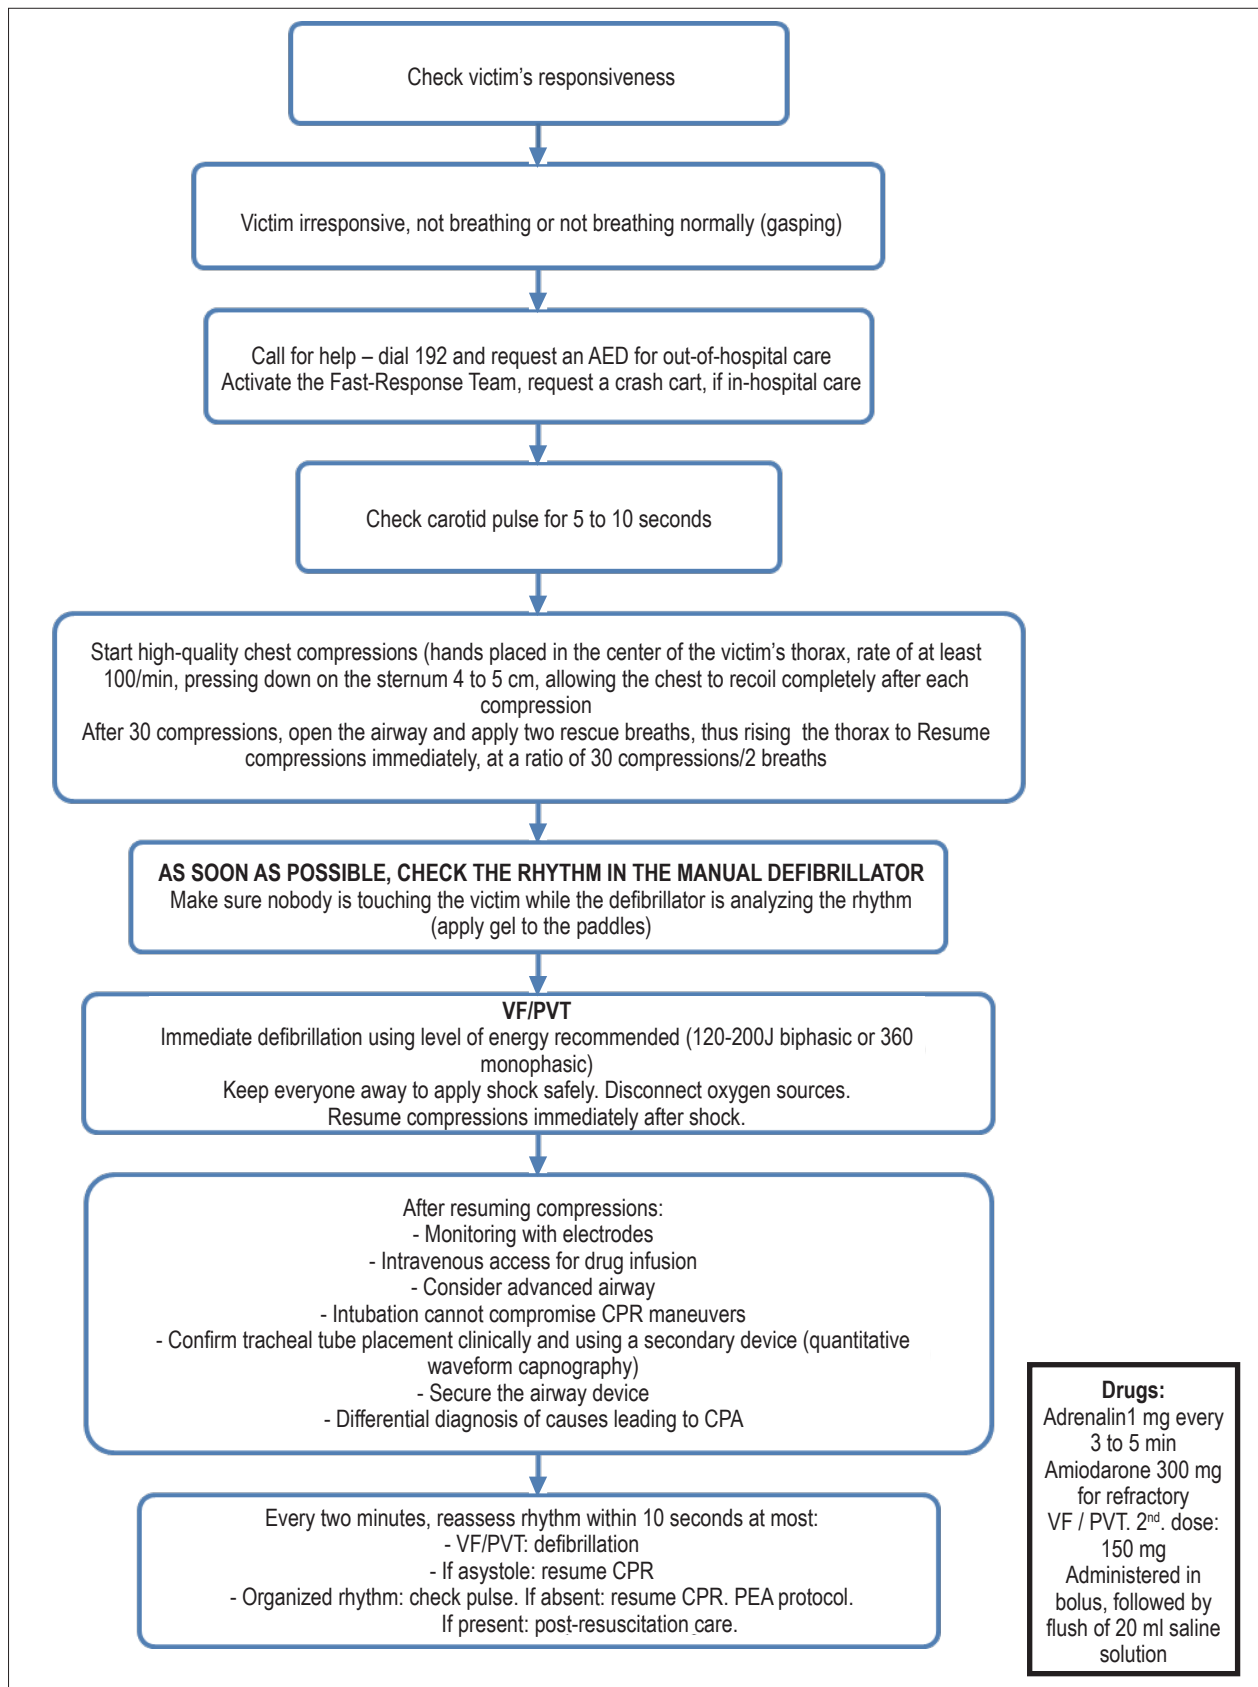 Check victim's responsiveness
Victim irresponsive, not breathing or not breathing normally (gasping)
Call for help – dial 192 and request an AED for out-of-hospital care
Activate the Fast-Response Team, request a crash cart, if in-hospital care
Check carotid pulse for 5 to 10 seconds
Start high-quality chest compressions (hands placed in the center of the victim's thorax, rate of at least
100/min, pressing down on the sternum 4 to 5 cm, allowing the chest to recoil completely after each
compression
After 30 compressions, open the airway and apply two rescue breaths, thus rising the thorax to Resume
compressions immediately, at a ratio of 30 compressions/2 breaths
AS SOON AS POSSIBLE, CHECK THE RHYTHM IN THE MANUAL DEFIBRILLATOR
Make sure nobody is touching the victim while the defibrillator is analyzing the rhythm
(apply gel to the paddles)
VF/PVT
Immediate defibrillation using level of energy recommended (120-200J biphasic or 360
monophasic)
Keep everyone away to apply shock safely. Disconnect oxygen sources.
Resume compressions immediately after shock.
After resuming compressions:
- Monitoring with electrodes
- Intravenous access for drug infusion
- Consider advanced airway
- Intubation cannot compromise CPR maneuvers
- Confirm tracheal tube placement clinically and using a secondary device (quantitative
waveform capnography)
- Secure the airway device
- Differential diagnosis of causes leading to CPA
Every two minutes, reassess rhythm within 10 seconds at most:
- VF/PVT: defibrillation
- If asystole: resume CPR
- Organized rhythm: check pulse. If absent: resume CPR. PEA protocol.
If present: post-resuscitation care.
Drugs:
Adrenalin1 mg every
3 to 5 min
Amiodarone 300 mg
for refractory
VF / PVT. 2nd. dose:
150 mg
Administered in
bolus, followed by
flush of 20 ml saline
solution